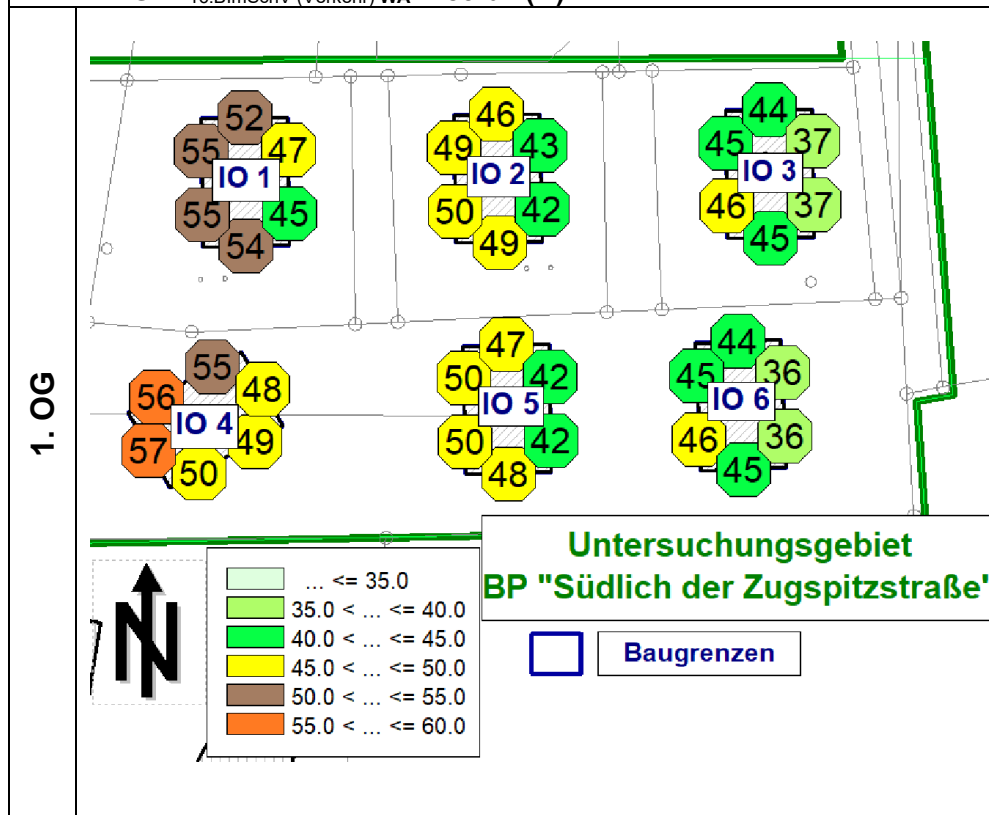 16.BImSchV (Verkehr) WA
1. OG
52
55 47
IO 1
55 45
54
46
49 43
IO 2
50 42
49
44
45 37
IO 3
46 37
45
55
56 48
IO 4
57 49
50
47
50 42
IO 5
50 42
48
44
45 36
IO 6
46 36
45
Untersuchungsgebiet
BP "Südlich der Zugspitzstraße"
N
... <= 35.0
35.0 < ... <= 40.0
40.0 < ... <= 45.0
45.0 < ... <= 50.0
50.0 < ... <= 55.0
55.0 < ... <= 60.0
Baugrenzen